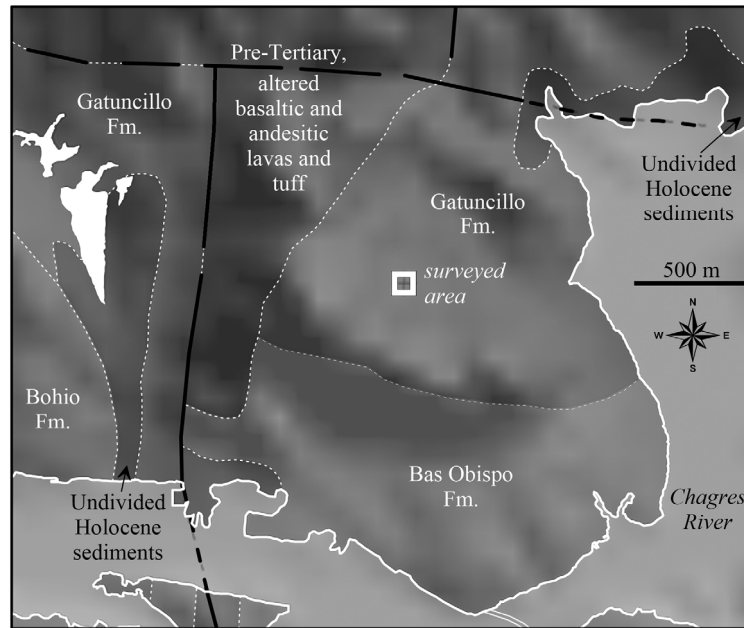 Pre-Tertiary,
altered
basaltic and
andesitic
lavas and
tuff
Gatuncillo
Fm.
Undivided
Holocene
sediments
Gatuncillo
Fm.
surveyed
area
500 m
N
W E
S
Bohio
Fm.
Bas Obispo
Fm.
Undivided
Holocene
sediments
Chagres
River